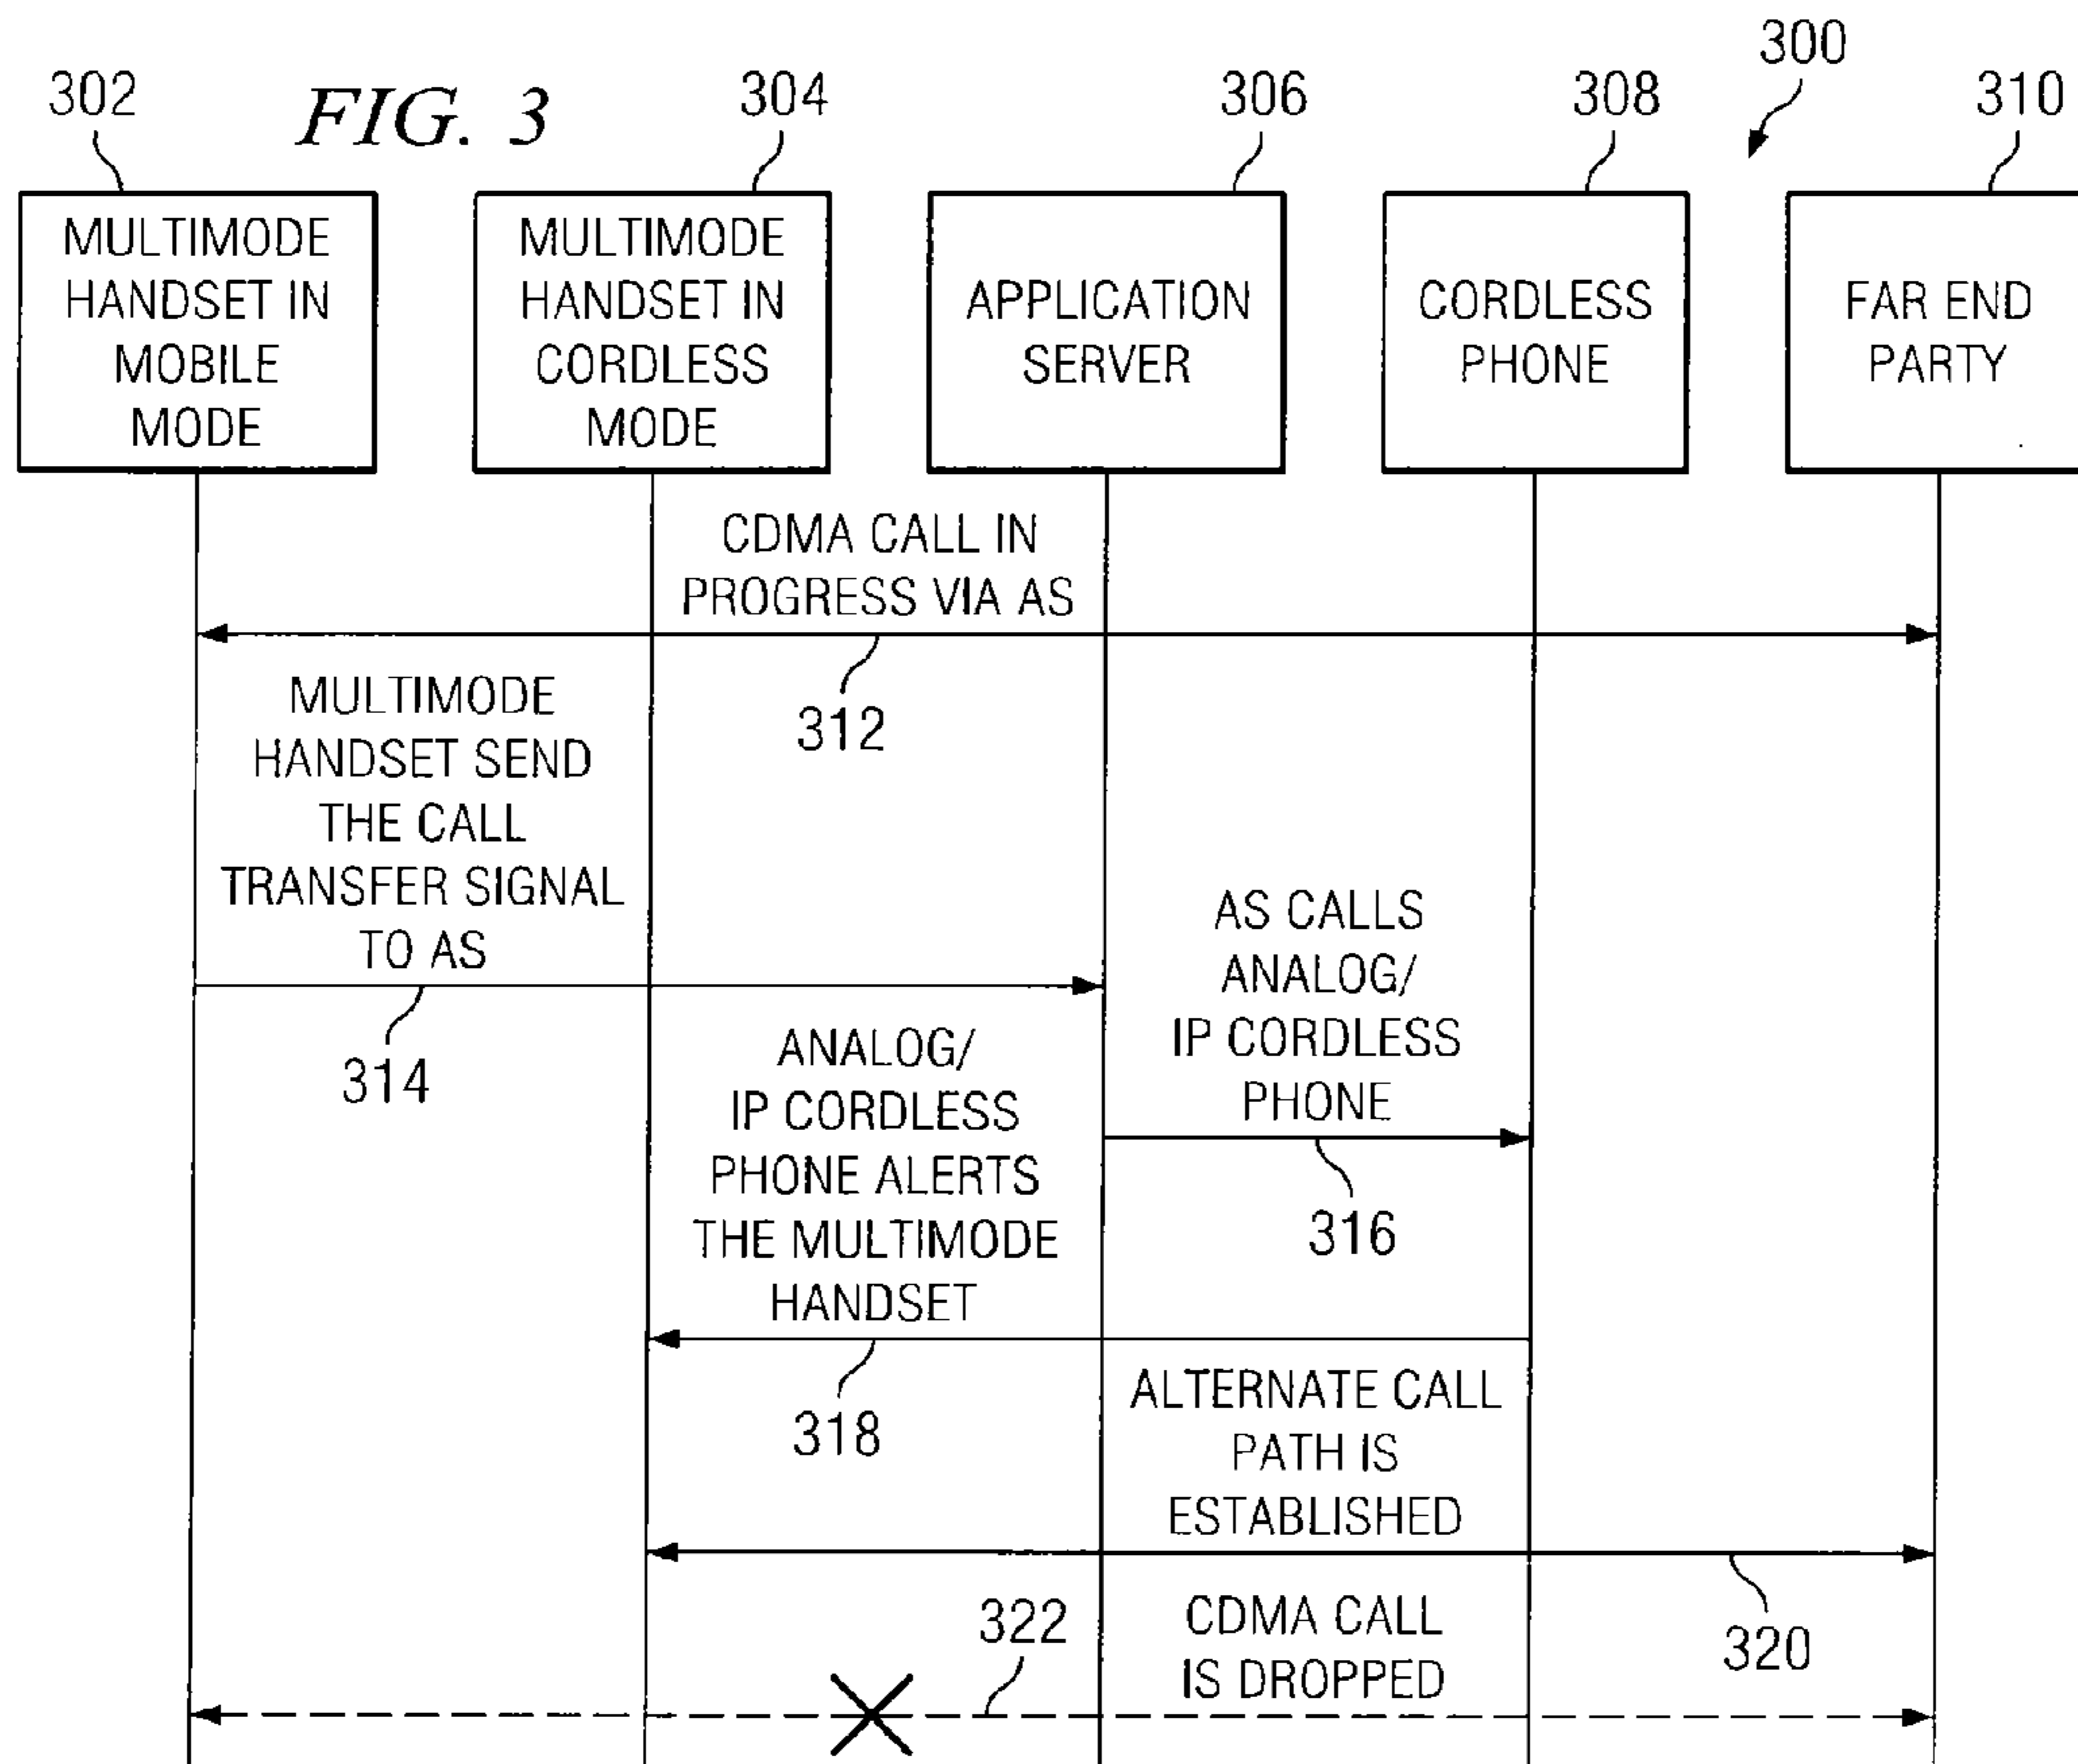 300
302
FIG. 3
304
306
308
310
MULTIMODE
HANDSET IN
MOBILE
MODE
MULTIMODE
HANDSET IN
CORDLESS
MODE
APPLICATION
SERVER
CORDLESS
PHONE
FAR END
PARTY
CDMA CALL IN
PROGRESS VIA AS
312
MULTIMODE
HANDSET SEND
THE CALL
TRANSFER SIGNAL
TO AS
314
AS CALLS
ANALOG/
IP CORDLESS
PHONE
316
ANALOG/
IP CORDLESS
PHONE ALERTS
THE MULTIMODE
HANDSET
318
ALTERNATE CALL
PATH IS
ESTABLISHED
320
322
CDMA CALL
IS DROPPED